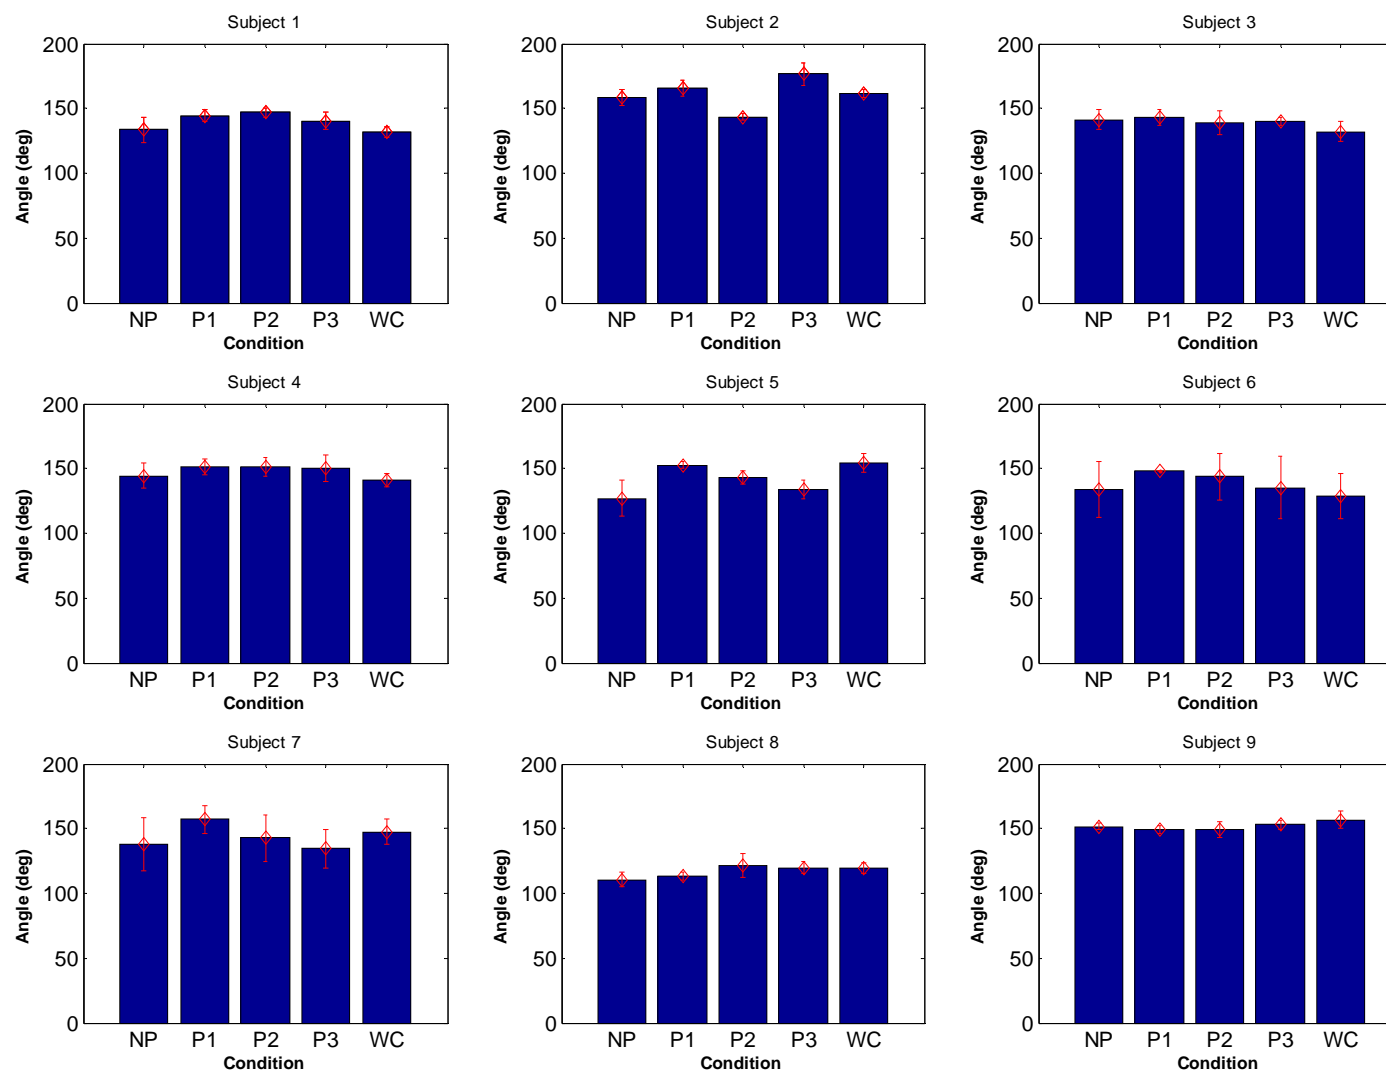 Subject 1
200
150
100
50
0
Angle (deg)
NP P1 P2 P3 WC
Condition
Subject 2
200
150
100
50
0
Angle (deg)
NP P1 P2 P3 WC
Condition
Subject 3
200
150
100
50
0
Angle (deg)
NP P1 P2 P3 WC
Condition
Subject 4
200
150
100
50
0
Angle (deg)
NP P1 P2 P3 WC
Condition
Subject 5
200
150
100
50
0
Angle (deg)
NP P1 P2 P3 WC
Condition
Subject 6
200
150
100
50
0
Angle (deg)
NP P1 P2 P3 WC
Condition
Subject 7
200
150
100
50
0
Angle (deg)
NP P1 P2 P3 WC
Condition
Subject 8
200
150
100
50
0
Angle (deg)
NP P1 P2 P3 WC
Condition
Subject 9
200
150
100
50
0
Angle (deg)
NP P1 P2 P3 WC
Condition